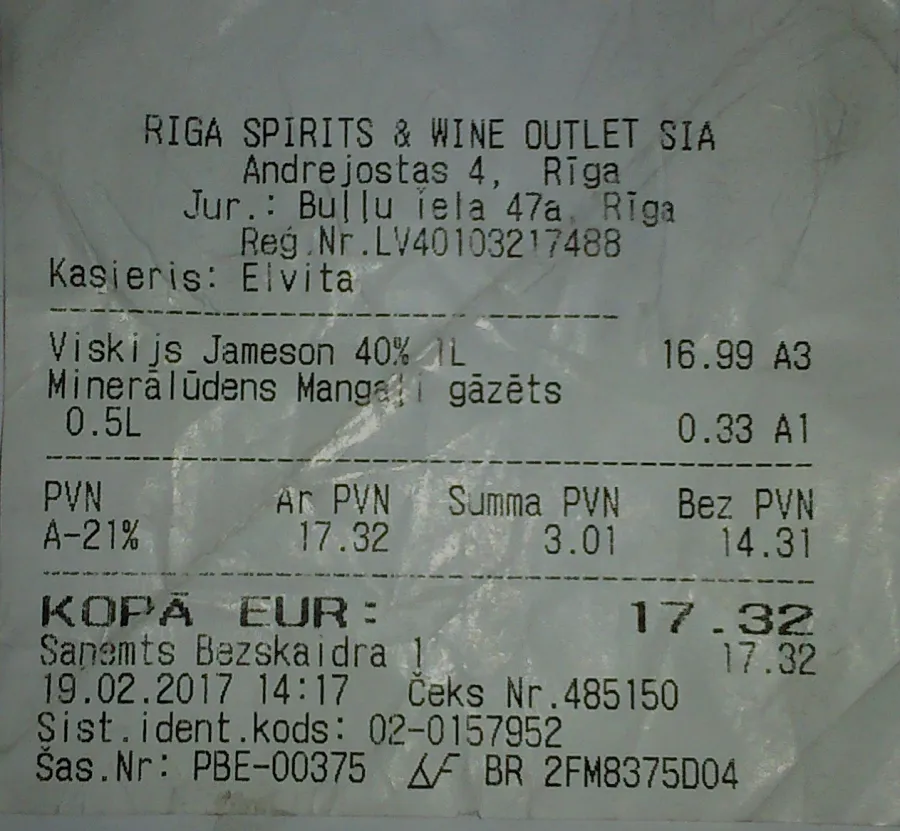 RIGA SPIRITS & WINE OUTLET SIA
Andrejostas 4, Rīga
Jur.: Buļļu iela 47a, Rīga
Reģ.Nr.LV40103217488
Kasieris: Elvita
Viskijs Jameson 40% 1L 16.99 A3
Minerālūdens Mangaļi gāzēts
0.5L 0.33 A1
PVN Ar PVN Summa PVN Bez PVN
A-21% 17.32 3.01 14.31
KOPĀ EUR: 17.32
Saņemts Bezskaidra 1 17.32
19.02.2017 14:17 Čeks Nr.485150
Sist.ident.kods: 02-0157952
Šas.Nr: PBE-00375 BR 2FM8375D04